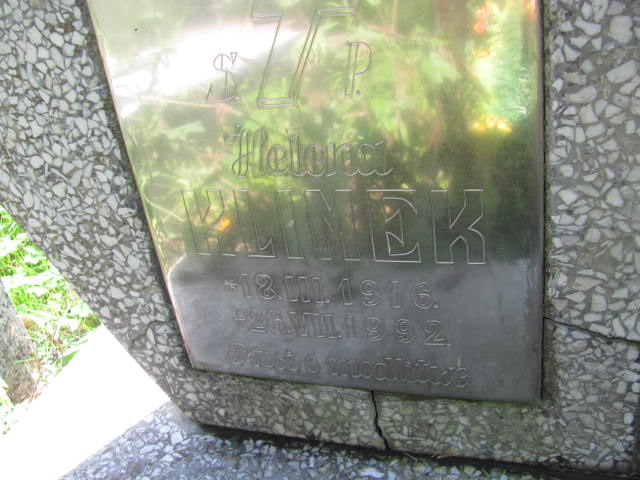 Ś. P.
Helena
KLIMEK
*18.III.1916.
+26.VII.1992.
Prosi o modlitwę